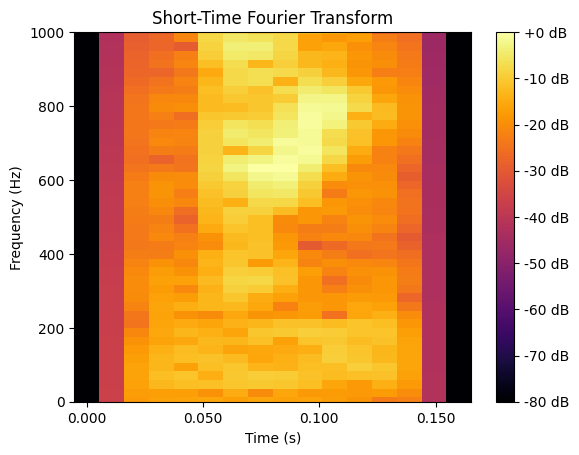 Short-Time Fourier Transform
Frequency (Hz)
1000
800
600
400
200
0
0.000
0.050
0.100
0.150
Time (s)
+0 dB
-10 dB
-20 dB
-30 dB
-40 dB
-50 dB
-60 dB
-70 dB
-80 dB